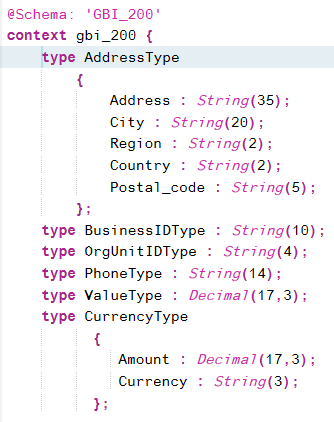 @Schema: 'GBI_200'
context gbi_200 {
type AddressType
{
Address : String(35);
City : String(20);
Region : String(2);
Country : String(2);
Postal_code : String(5);
};
type BusinessIDType : String(10);
type OrgUnitIDType : String(4);
type PhoneType : String(14);
type ValueType : Decimal(17,3);
type CurrencyType
{
Amount : Decimal(17,3);
Currency : String(3);
};